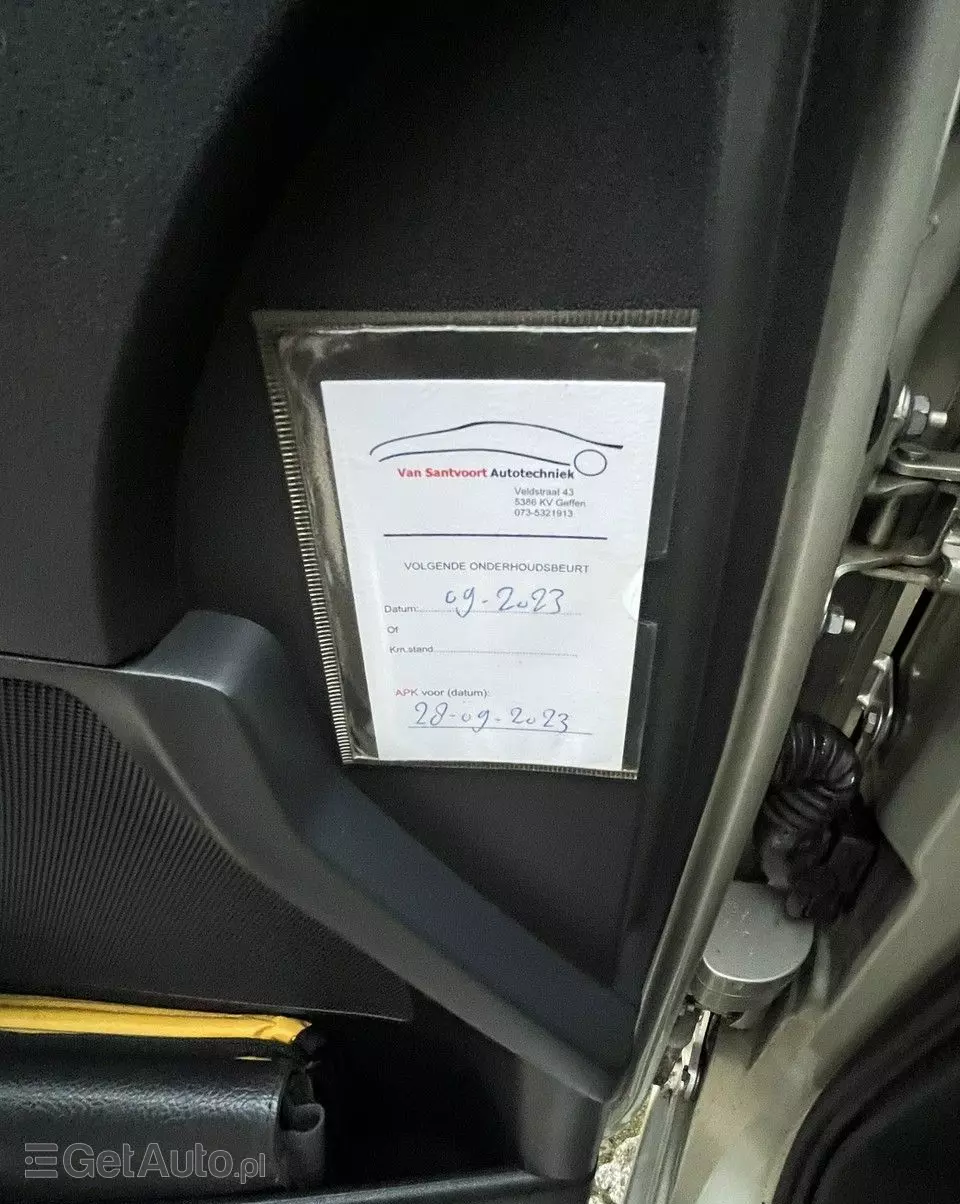 Van Santvoort Autotechniek
Veldstraat 43
5386 KV Geffen
073-5321913
VOLGENDE ONDERHOUDSBEURT
Datum: 09-2023
Of
Km.stand
APK voor (datum):
28-09-2023
GetAuto.pl